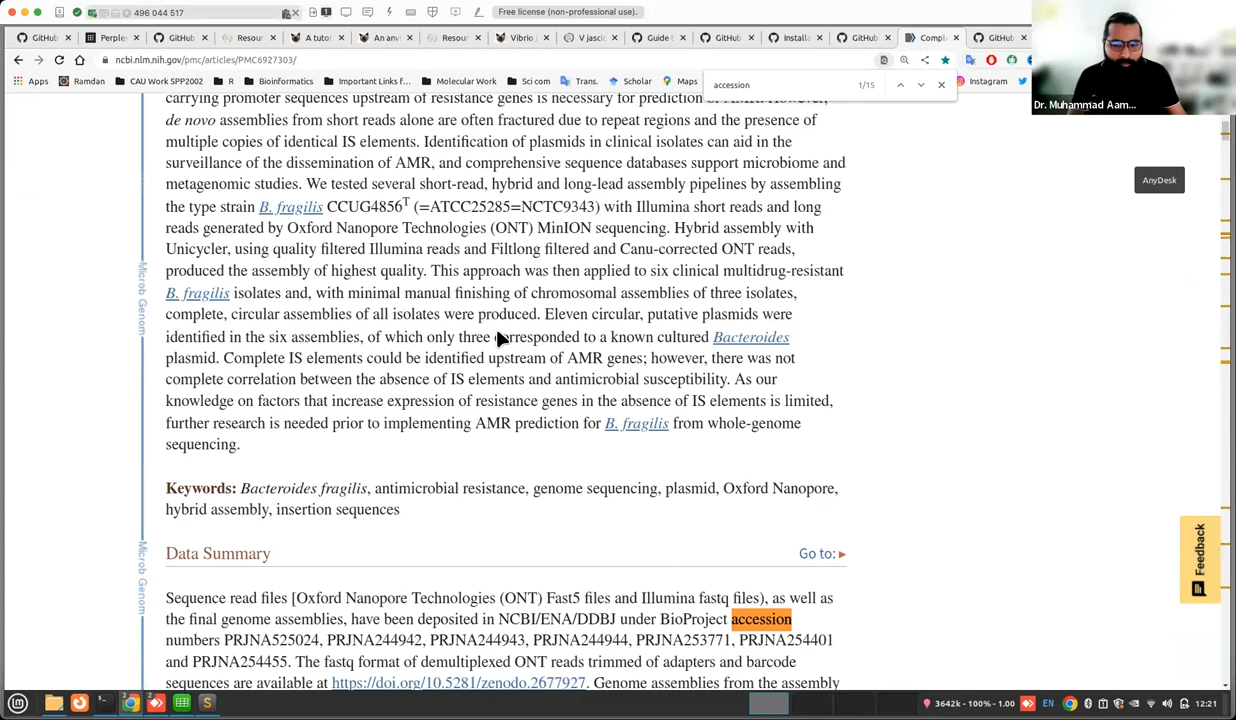 496 044 517
Free license (non-professional use).
GitHub
Perple
GitHub
Resour
A tuto
An anv
Resour
Vibrio
V jasci
GitHub
Guide t
GitHub
Installa
GitHub
Comple
GitHub
ncbi.nlm.nih.gov/pmc/articles/PMC6927303/
Apps
Ramdan
CAU Work SPP2002
R
Bioinformatics
Important Links f...
Molecular Work
Sci com
Trans.
Scholar
Maps
Instagram
accession
1/15
Dr. Muhammad Aam...
AnyDesk
carrying promoter sequences upstream of resistance genes is necessary for prediction of AMR. However,
de novo assemblies from short reads alone are often fractured due to repeat regions and the presence of
multiple copies of identical IS elements. Identification of plasmids in clinical isolates can aid in the
surveillance of the dissemination of AMR, and comprehensive sequence databases support microbiome and
metagenomic studies. We tested several short-read, hybrid and long-lead assembly pipelines by assembling
the type strain B. fragilis CCUG4856T (=ATCC25285=NCTC9343) with Illumina short reads and long
reads generated by Oxford Nanopore Technologies (ONT) MinION sequencing. Hybrid assembly with
Unicycler, using quality filtered Illumina reads and Filtlong filtered and Canu-corrected ONT reads,
produced the assembly of highest quality. This approach was then applied to six clinical multidrug-resistant
B. fragilis isolates and, with minimal manual finishing of chromosomal assemblies of three isolates,
complete, circular assemblies of all isolates were produced. Eleven circular, putative plasmids were
identified in the six assemblies, of which only three corresponded to a known cultured Bacteroides
plasmid. Complete IS elements could be identified upstream of AMR genes; however, there was not
complete correlation between the absence of IS elements and antimicrobial susceptibility. As our
knowledge on factors that increase expression of resistance genes in the absence of IS elements is limited,
further research is needed prior to implementing AMR prediction for B. fragilis from whole-genome
sequencing.
Keywords: Bacteroides fragilis, antimicrobial resistance, genome sequencing, plasmid, Oxford Nanopore,
hybrid assembly, insertion sequences
Data Summary
Go to:
Sequence read files [Oxford Nanopore Technologies (ONT) Fast5 files and Illumina fastq files), as well as
the final genome assemblies, have been deposited in NCBI/ENA/DDBJ under BioProject accession
numbers PRJNA525024, PRJNA244942, PRJNA244943, PRJNA244944, PRJNA253771, PRJNA254401
and PRJNA254455. The fastq format of demultiplexed ONT reads trimmed of adapters and barcode
sequences are available at https://doi.org/10.5281/zenodo.2677927. Genome assemblies from the assembly
Microb Genom
Microb Genom
Feedback
3642k - 100% - 1.00
EN
12:21